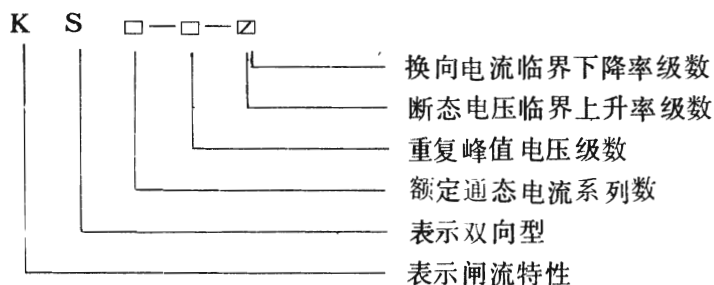 K S □—□—☑
换向电流临界下降率级数
断态电压临界上升率级数
重复峰值电压级数
额定通态电流系列数
表示双向型
表示闸流特性